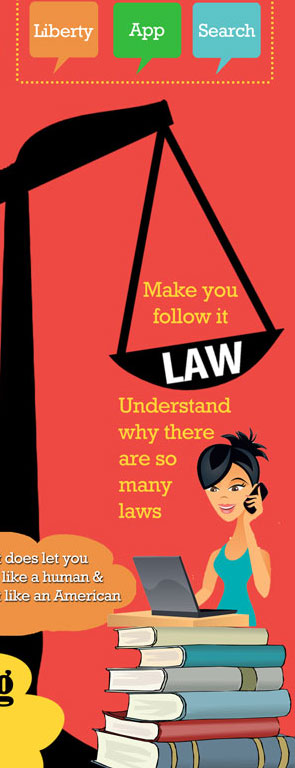 Liberty App Search
Make you
follow it
LAW
Understand
why there
are so
many
laws
does let you
like a human &
like an American
g